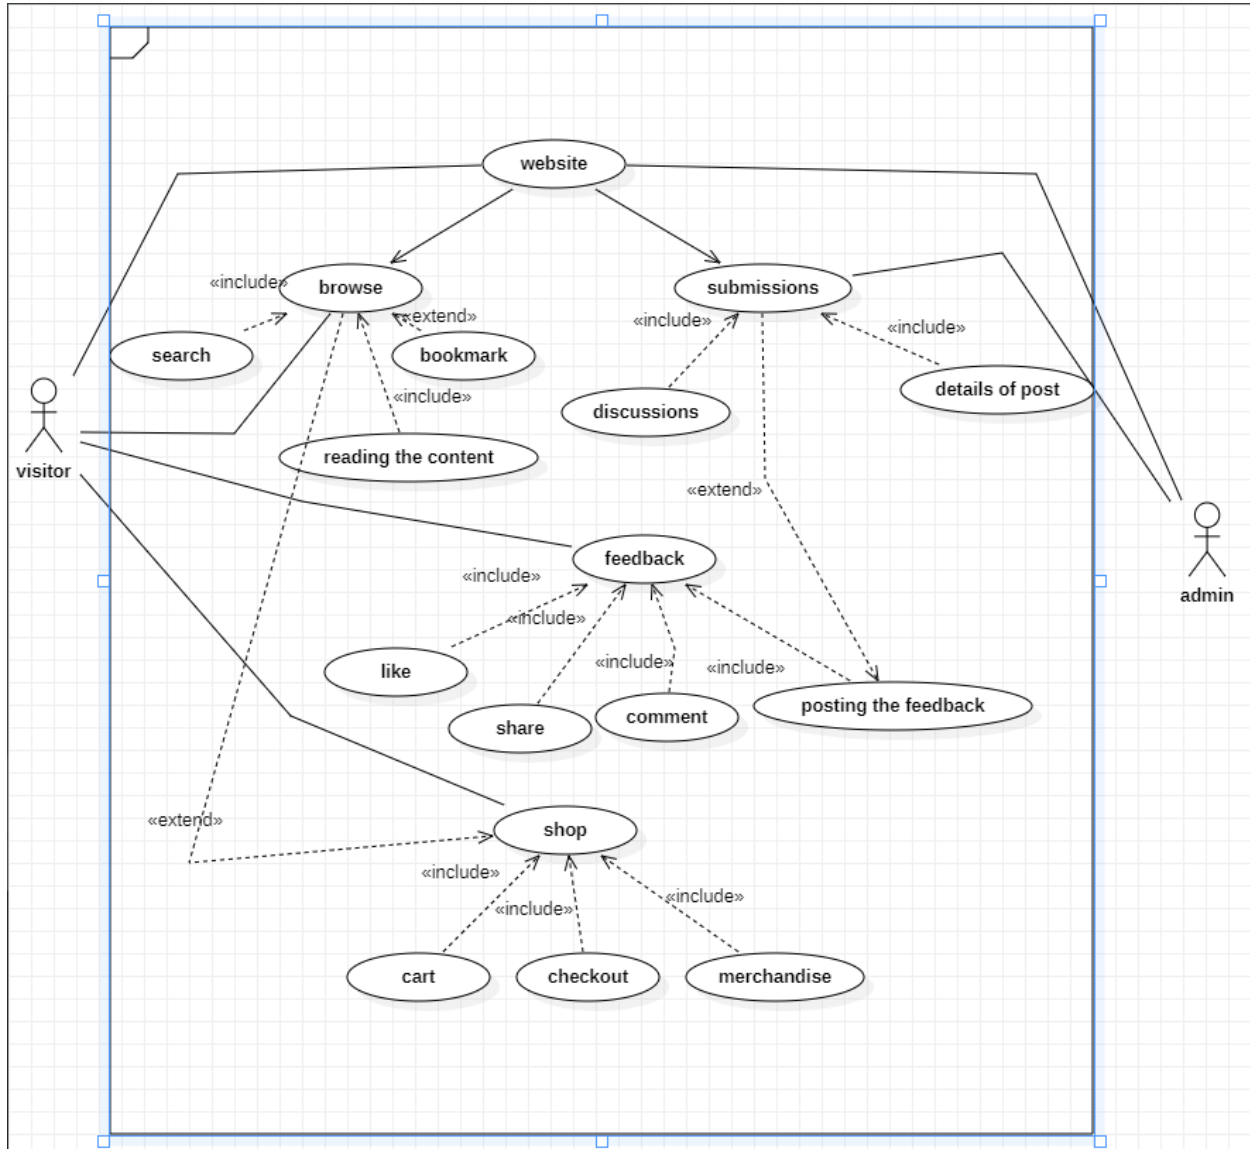 website
«include»
browse
submissions
«extend»
«include»
«include»
search
bookmark
details of post
«include»
discussions
reading the content
visitor
«extend»
feedback
«include»
admin
«include»
«include»
«include»
like
posting the feedback
comment
share
«extend»
shop
«include»
«include»
«include»
cart
checkout
merchandise